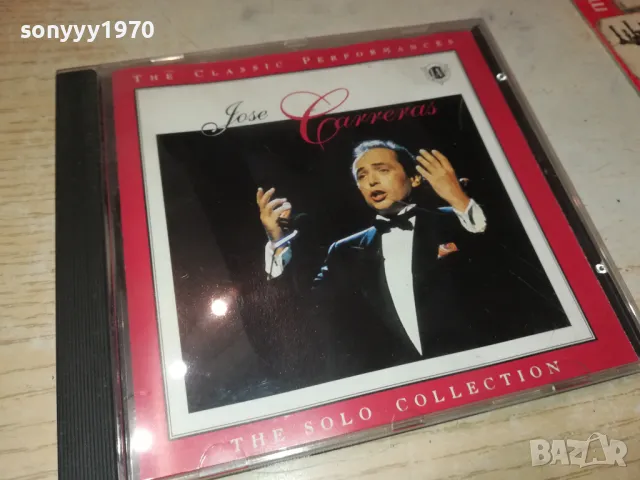 sonyyy1970
THE CLASSIC PERFORMANCES
Jose Carreras
THE SOLO COLLECTION
BAZAR
bg